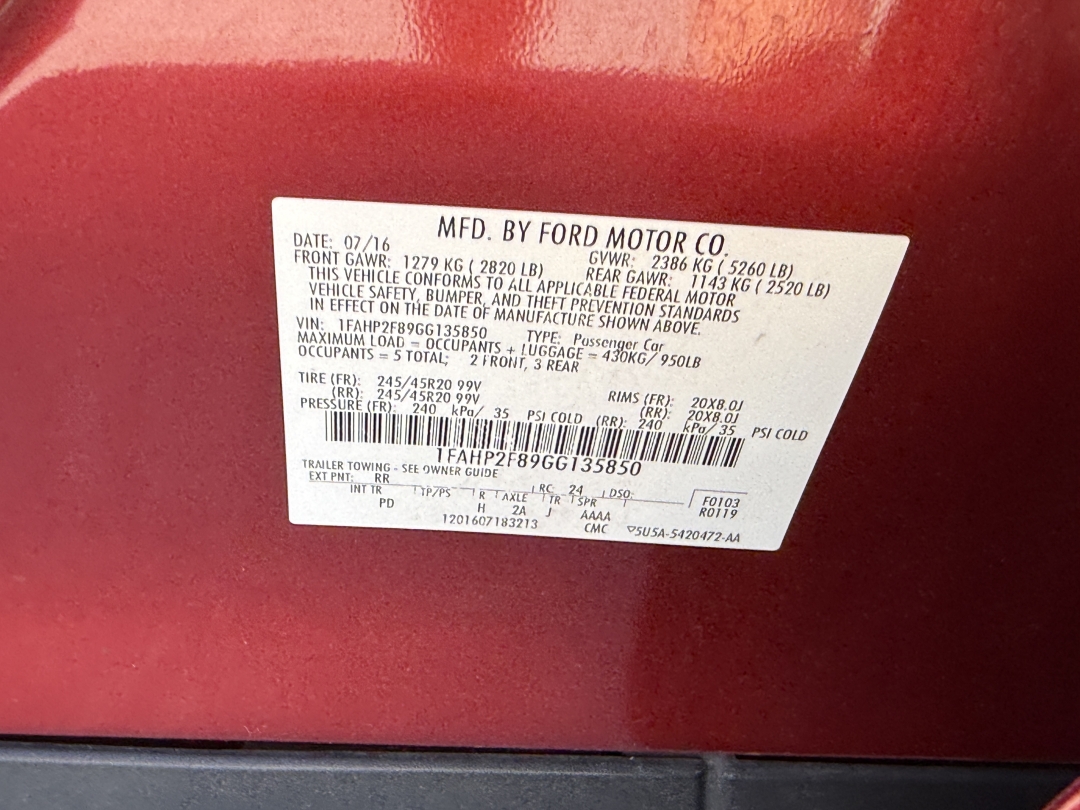 MFD. BY FORD MOTOR CO.
DATE: 07/16 GVWR: 2386 KG ( 5260 LB)
FRONT GAWR: 1279 KG ( 2820 LB) REAR GAWR: 1143 KG ( 2520 LB)
THIS VEHICLE CONFORMS TO ALL APPLICABLE FEDERAL MOTOR
VEHICLE SAFETY, BUMPER, AND THEFT PREVENTION STANDARDS
IN EFFECT ON THE DATE OF MANUFACTURE SHOWN ABOVE.
VIN: 1FAHP2F89GG135850 TYPE: Passenger Car
MAXIMUM LOAD = OCCUPANTS + LUGGAGE = 430KG/ 950LB
OCCUPANTS = 5 TOTAL; 2 FRONT, 3 REAR
TIRE (FR): 245/45R20 99V RIMS (FR): 20X8.0J
(RR): 245/45R20 99V (RR): 20X8.0J
PRESSURE (FR): 240 kPa/ 35 PSI COLD (RR): 240 kPa/ 35 PSI COLD
1FAHP2F89GG135850
TRAILER TOWING - SEE OWNER GUIDE
EXT PNT: RR RC: 24 DSO: F0103
INT TR TP/PS R AXLE TR SPR R0119
PD H 2A J AAAA
1201607183213 CMC 5U5A-5420472-AA